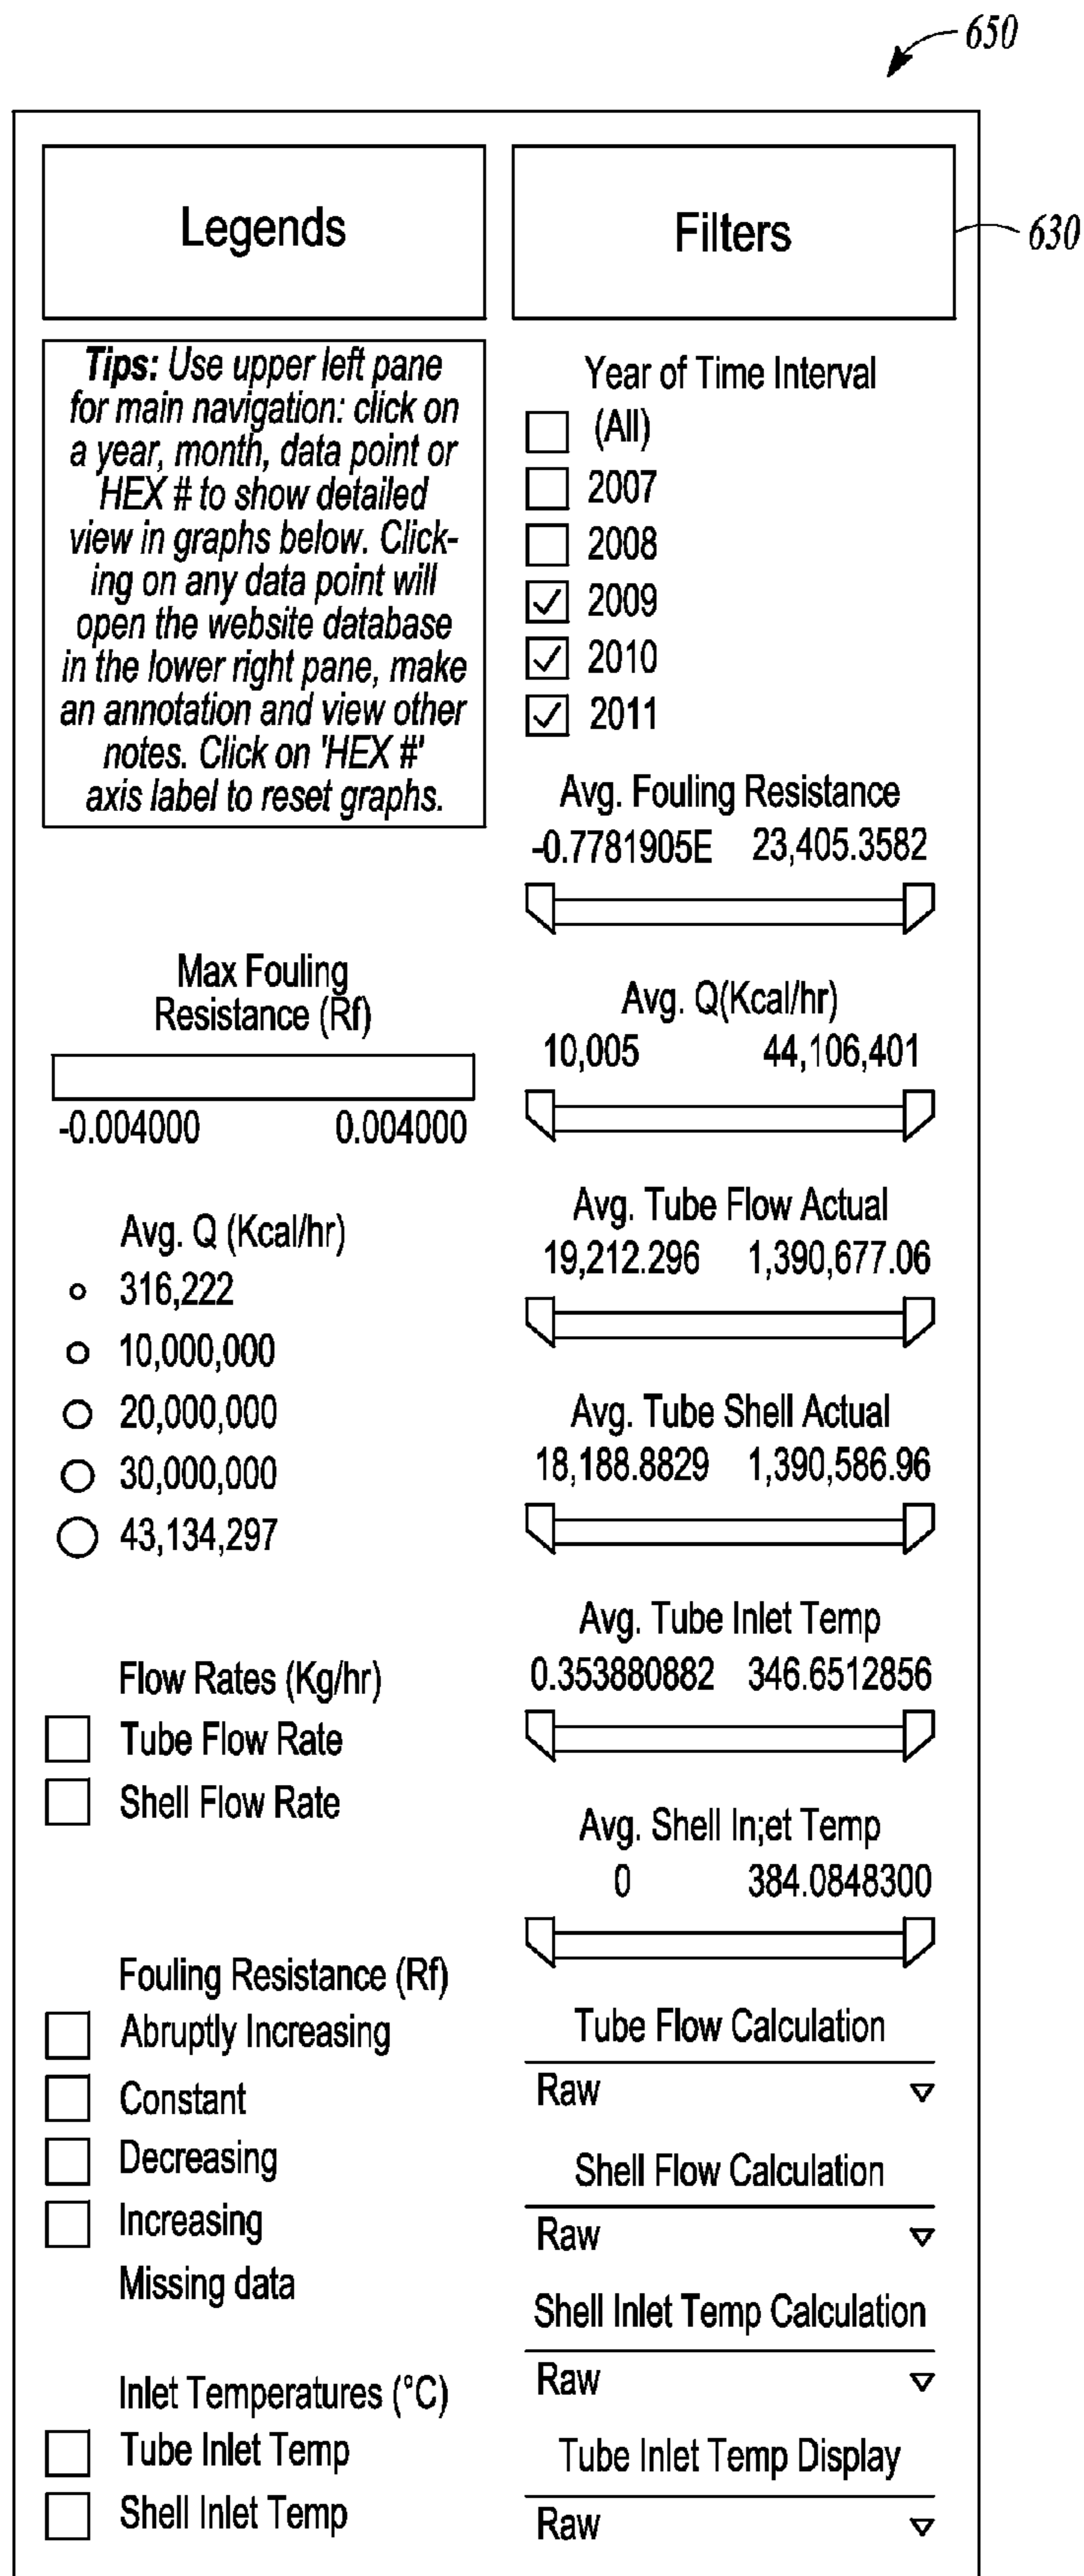 650
Legends
Filters
630
Tips: Use upper left pane
for main navigation: click on
a year, month, data point or
HEX # to show detailed
view in graphs below. Click-
ing on any data point will
open the website database
in the lower right pane, make
an annotation and view other
notes. Click on 'HEX #'
axis label to reset graphs.
Max Fouling
Resistance (Rf)
-0.004000 0.004000
Avg. Q (Kcal/hr)
316,222
10,000,000
20,000,000
30,000,000
43,134,297
Flow Rates (Kg/hr)
Tube Flow Rate
Shell Flow Rate
Fouling Resistance (Rf)
Abruptly Increasing
Constant
Decreasing
Increasing
Missing data
Inlet Temperatures (°C)
Tube Inlet Temp
Shell Inlet Temp
Year of Time Interval
(All)
2007
2008
2009
2010
2011
Avg. Fouling Resistance
-0.7781905E 23,405.3582
Avg. Q(Kcal/hr)
10,005 44,106,401
Avg. Tube Flow Actual
19,212.296 1,390,677.06
Avg. Tube Shell Actual
18,188.8829 1,390,586.96
Avg. Tube Inlet Temp
0.353880882 346.6512856
Avg. Shell In;et Temp
0 384.0848300
Tube Flow Calculation
Raw
Shell Flow Calculation
Raw
Shell Inlet Temp Calculation
Raw
Tube Inlet Temp Display
Raw